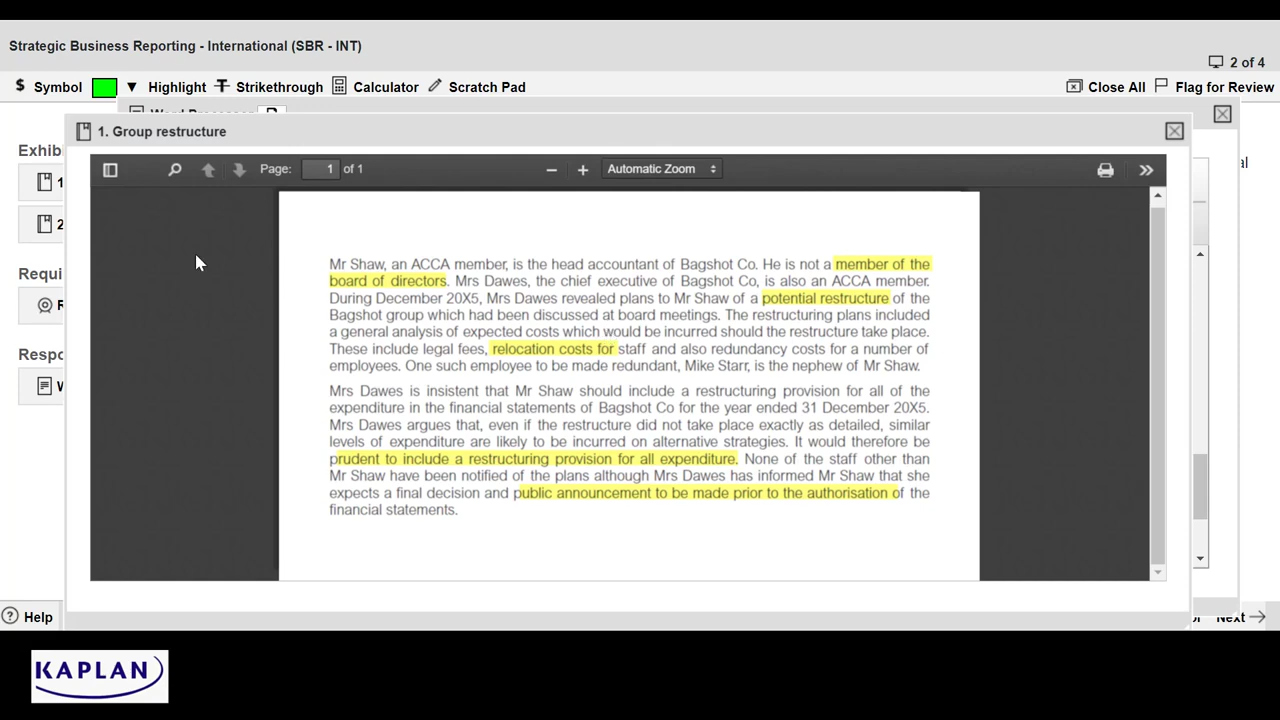 Strategic Business Reporting - International (SBR - INT)
2 of 4
$ Symbol Highlight Strikethrough Calculator Scratch Pad Close All Flag for Review
1. Group restructure
Exhib
1
2
Requi
R
Respo
W
Page: 1 of 1 Automatic Zoom
Mr Shaw, an ACCA member, is the head accountant of Bagshot Co. He is not a member of the
board of directors. Mrs Dawes, the chief executive of Bagshot Co, is also an ACCA member.
During December 20X5, Mrs Dawes revealed plans to Mr Shaw of a potential restructure of the
Bagshot group which had been discussed at board meetings. The restructuring plans included
a general analysis of expected costs which would be incurred should the restructure take place.
These include legal fees, relocation costs for staff and also redundancy costs for a number of
employees. One such employee to be made redundant, Mike Starr, is the nephew of Mr Shaw.
Mrs Dawes is insistent that Mr Shaw should include a restructuring provision for all of the
expenditure in the financial statements of Bagshot Co for the year ended 31 December 20X5.
Mrs Dawes argues that, even if the restructure did not take place exactly as detailed, similar
levels of expenditure are likely to be incurred on alternative strategies. It would therefore be
prudent to include a restructuring provision for all expenditure. None of the staff other than
Mr Shaw have been notified of the plans although Mrs Dawes has informed Mr Shaw that she
expects a final decision and public announcement to be made prior to the authorisation of the
financial statements.
Help
Next
KAPLAN